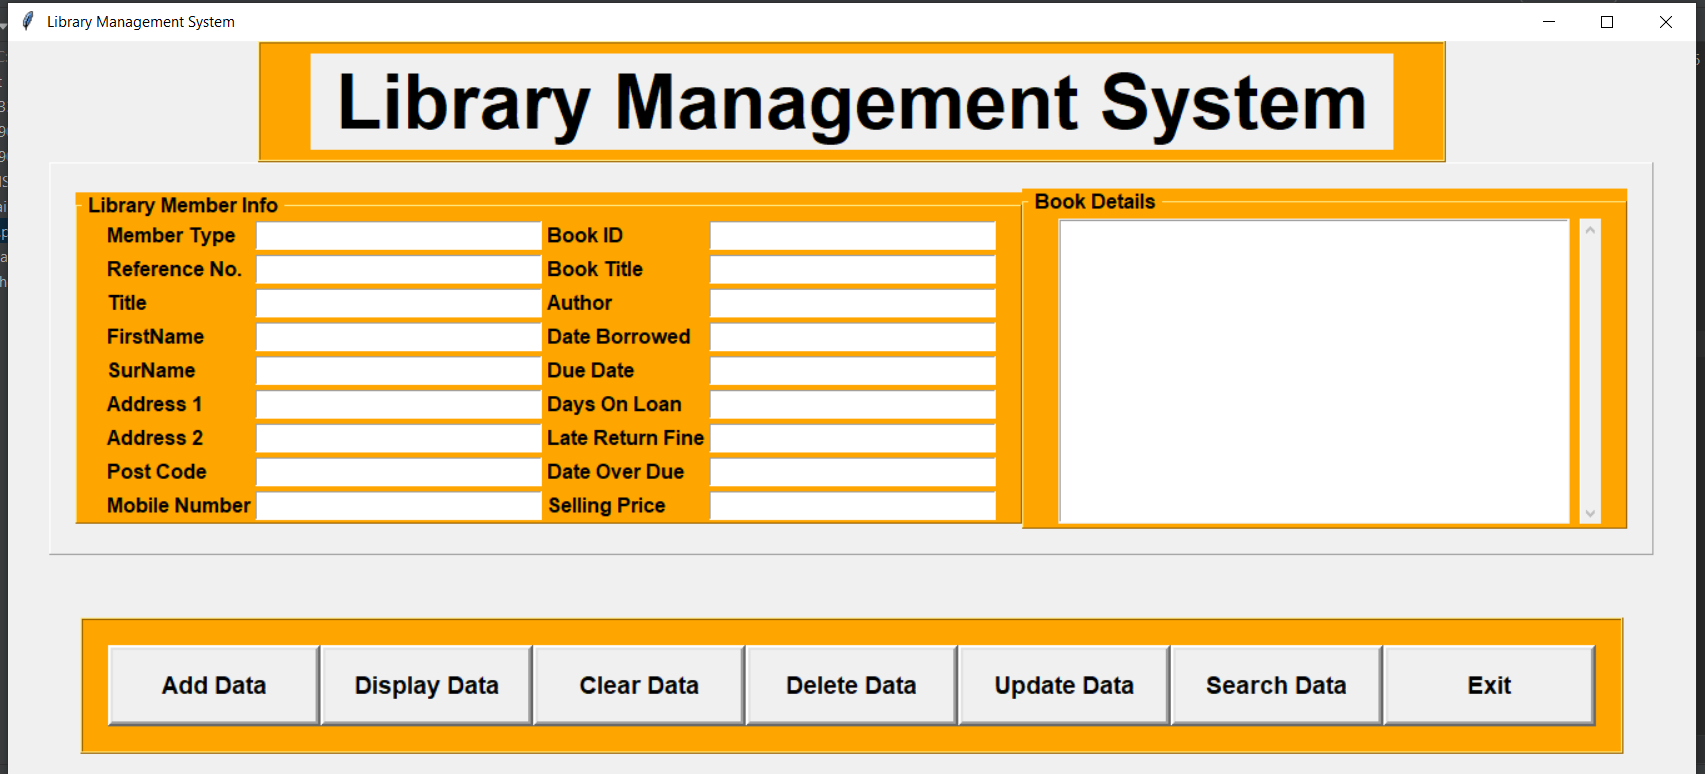 Library Management System
Library Management System
Library Member Info
Member Type
Reference No.
Title
FirstName
SurName
Address 1
Address 2
Post Code
Mobile Number
Book ID
Book Title
Author
Date Borrowed
Due Date
Days On Loan
Late Return Fine
Date Over Due
Selling Price
Book Details
Add Data
Display Data
Clear Data
Delete Data
Update Data
Search Data
Exit